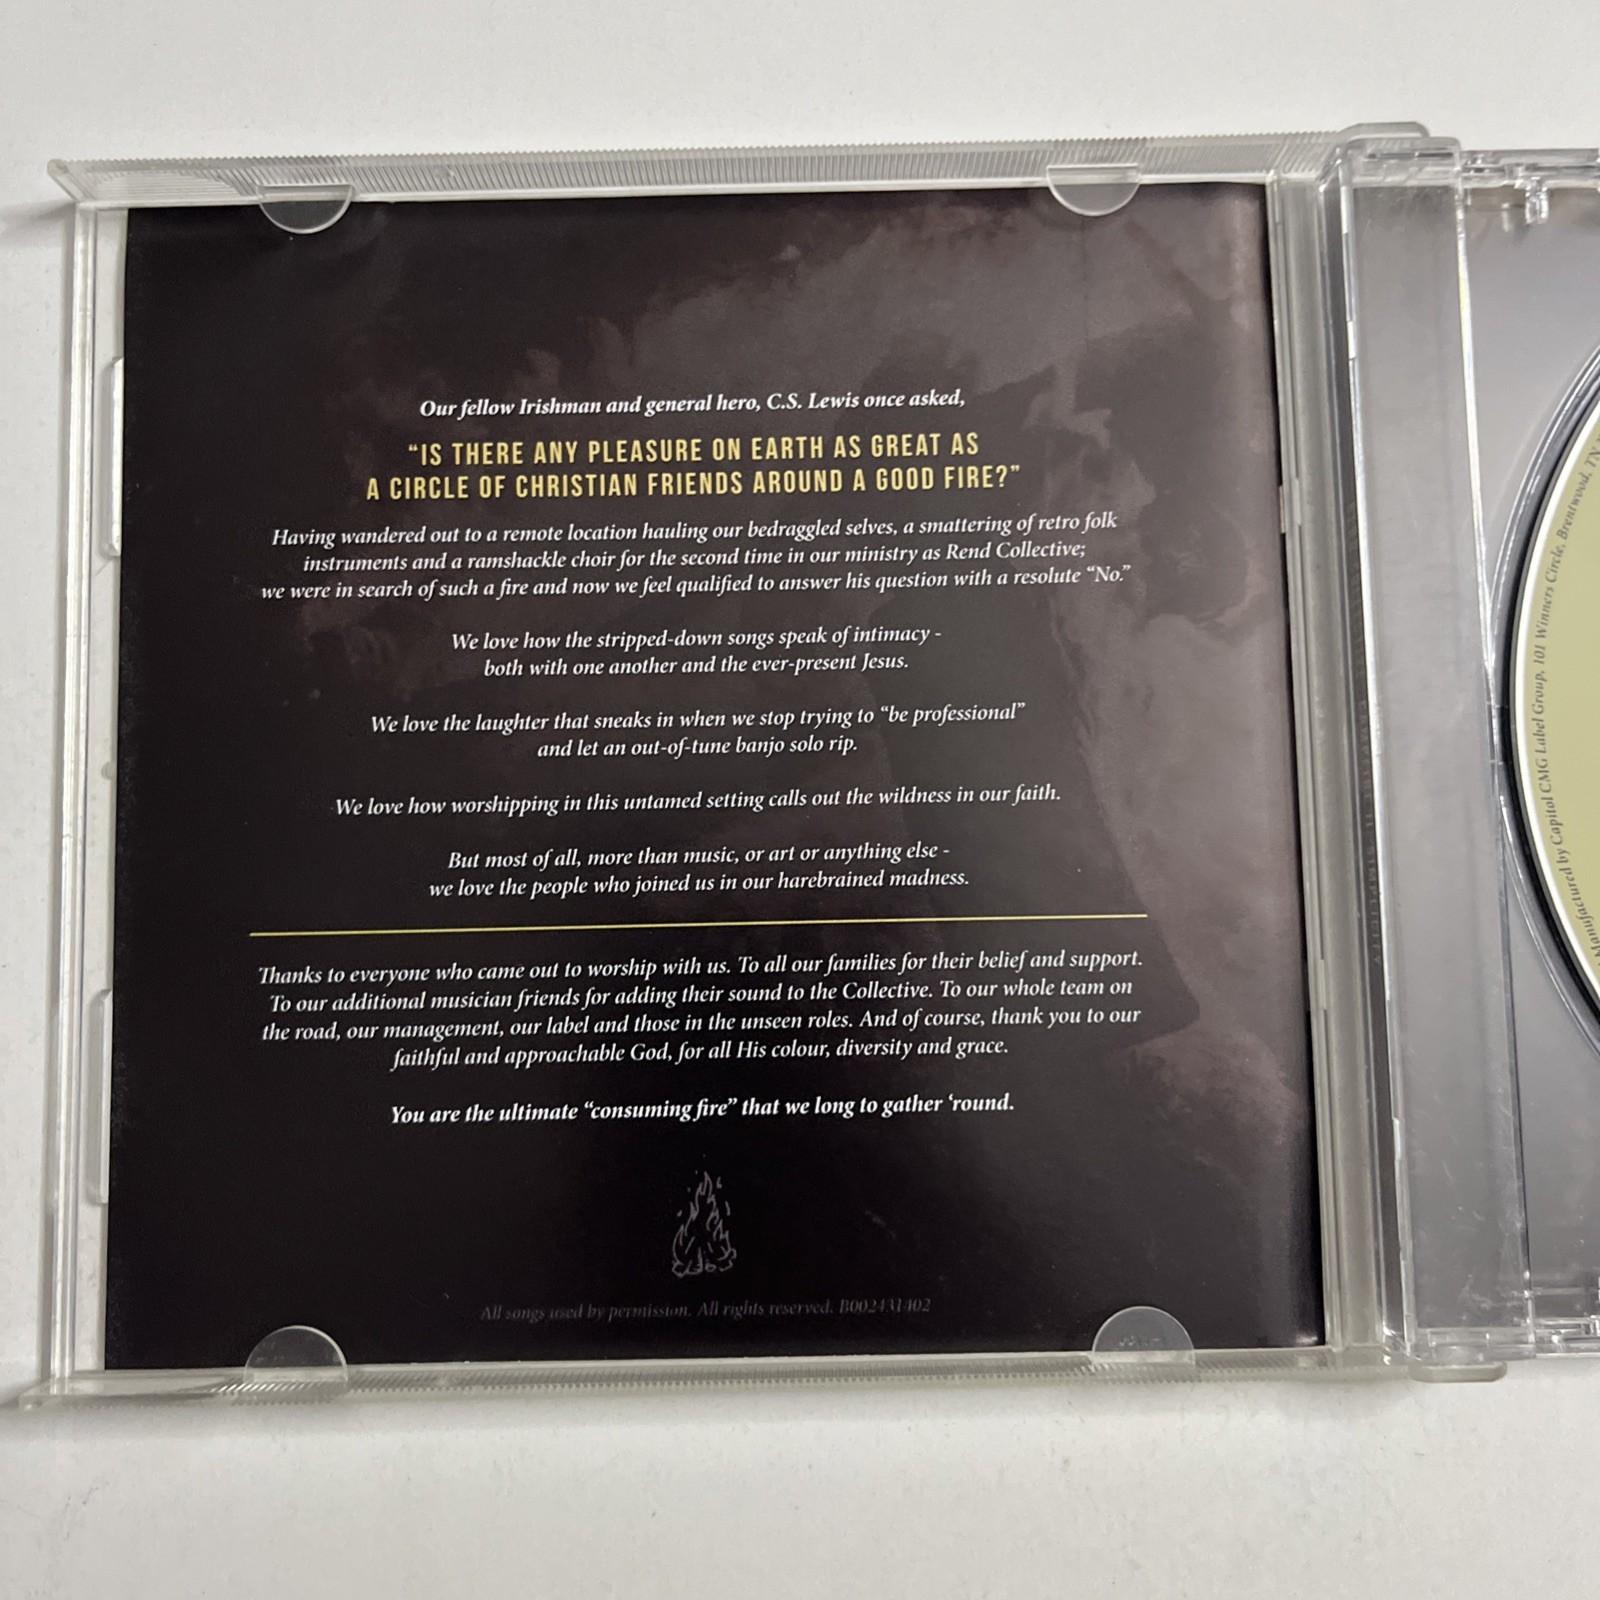 Our fellow Irishman and general hero, C.S. Lewis once asked,
“IS THERE ANY PLEASURE ON EARTH AS GREAT AS
A CIRCLE OF CHRISTIAN FRIENDS AROUND A GOOD FIRE?”
Having wandered out to a remote location hauling our bedraggled selves, a smattering of retro folk
instruments and a ramshackle choir for the second time in our ministry as Rend Collective;
we were in search of such a fire and now we feel qualified to answer his question with a resolute “No.”
We love how the stripped-down songs speak of intimacy -
both with one another and the ever-present Jesus.
We love the laughter that sneaks in when we stop trying to “be professional”
and let an out-of-tune banjo solo rip.
We love how worshipping in this untamed setting calls out the wildness in our faith.
But most of all, more than music, or art or anything else -
we love the people who joined us in our harebrained madness.
Thanks to everyone who came out to worship with us. To all our families for their belief and support.
To our additional musician friends for adding their sound to the Collective. To our whole team on
the road, our management, our label and those in the unseen roles. And of course, thank you to our
faithful and approachable God, for all His colour, diversity and grace.
You are the ultimate “consuming fire” that we long to gather ‘round.
All songs used by permission. All rights reserved. B002431402
Manufactured by Capitol CMG Label Group, 101 Winners Circle, Brentwood, TN